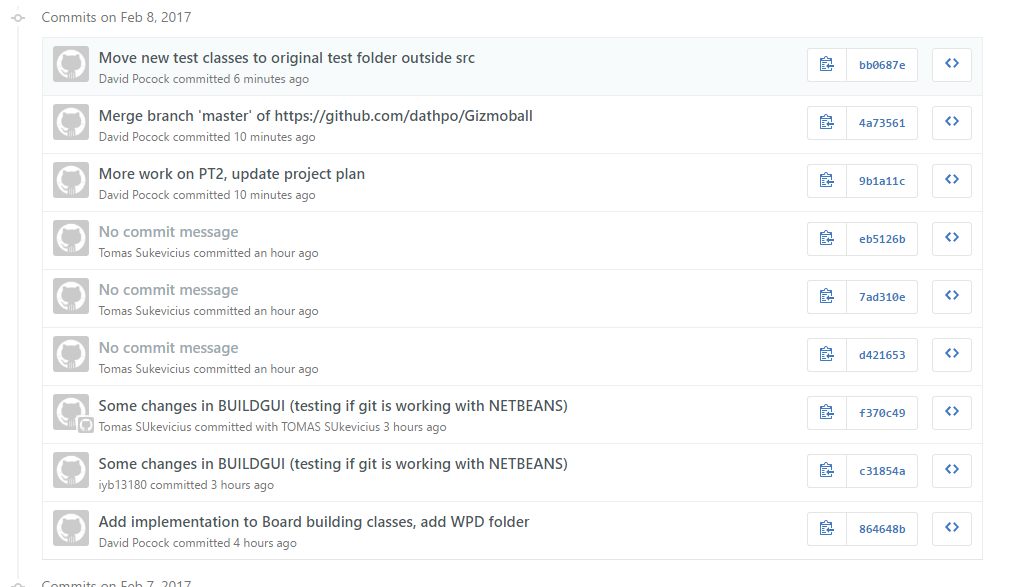 Commits on Feb 8, 2017
Move new test classes to original test folder outside src
David Pocock committed 6 minutes ago
bb0687e
Merge branch 'master' of https://github.com/dathpo/Gizmoball
David Pocock committed 10 minutes ago
4a73561
More work on PT2, update project plan
David Pocock committed 10 minutes ago
9b1a11c
No commit message
Tomas Sukevicius committed an hour ago
eb5126b
No commit message
Tomas Sukevicius committed an hour ago
7ad310e
No commit message
Tomas Sukevicius committed an hour ago
d421653
Some changes in BUILDGUI (testing if git is working with NETBEANS)
Tomas SUkevicius committed with TOMAS SUkevicius 3 hours ago
f370c49
Some changes in BUILDGUI (testing if git is working with NETBEANS)
iyb13180 committed 3 hours ago
c31854a
Add implementation to Board building classes, add WPD folder
David Pocock committed 4 hours ago
864648b
Commits on Feb 7, 2017